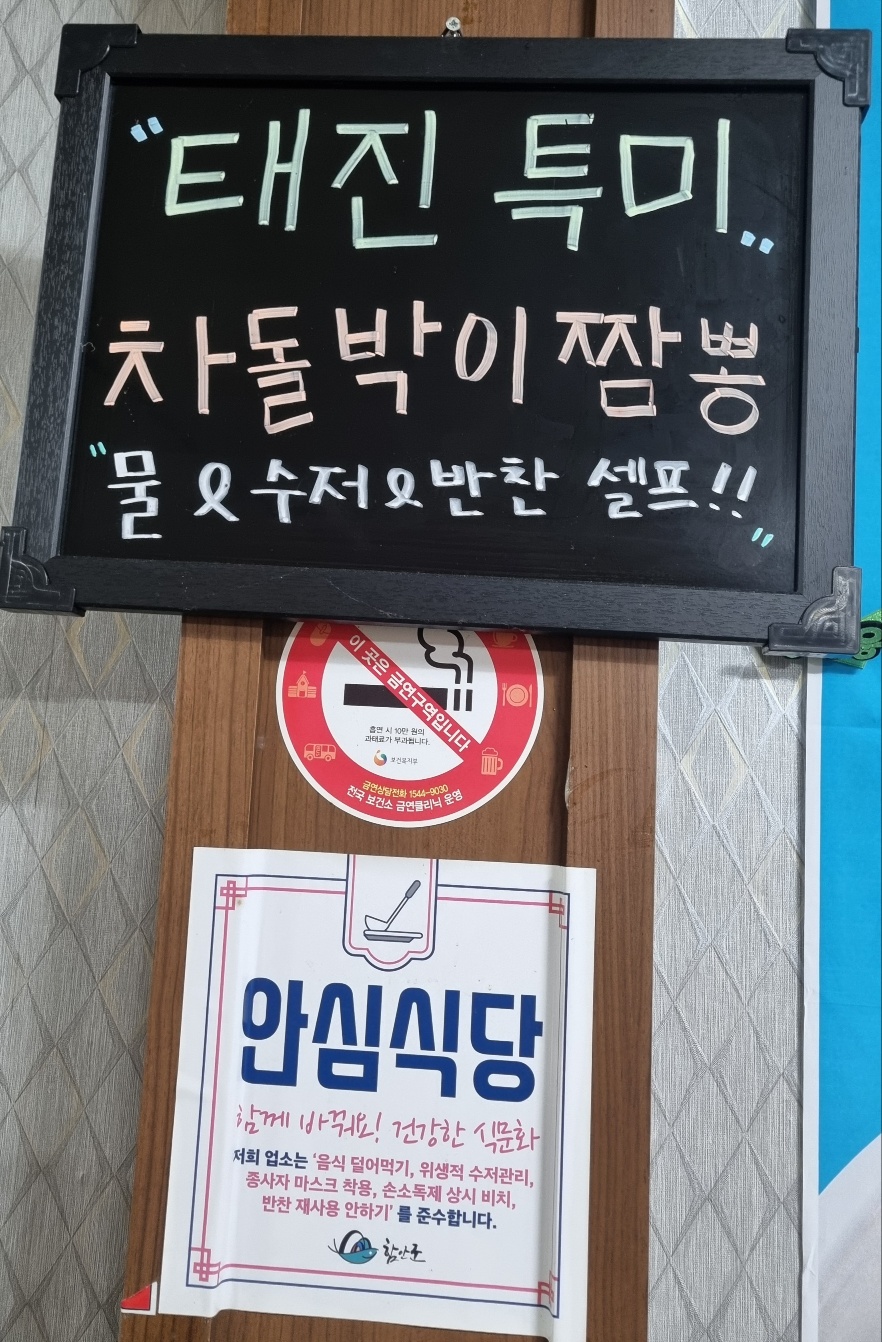 "태진 특미"
차돌박이짬뽕
"물 & 수저 & 반찬 셀프!!"
이 곳은 금연구역입니다
흡연 시 10만 원의
과태료가 부과됩니다.
보건복지부
금연상담전화 1544-9030
전국 보건소 금연클리닉 운영
안심식당
함께 바꿔요! 건강한 식문화
저희 업소는 '음식 덜어먹기, 위생적 수저관리,
종사자 마스크 착용, 손소독제 상시 비치,
반찬 재사용 안하기' 를 준수합니다.
함안군